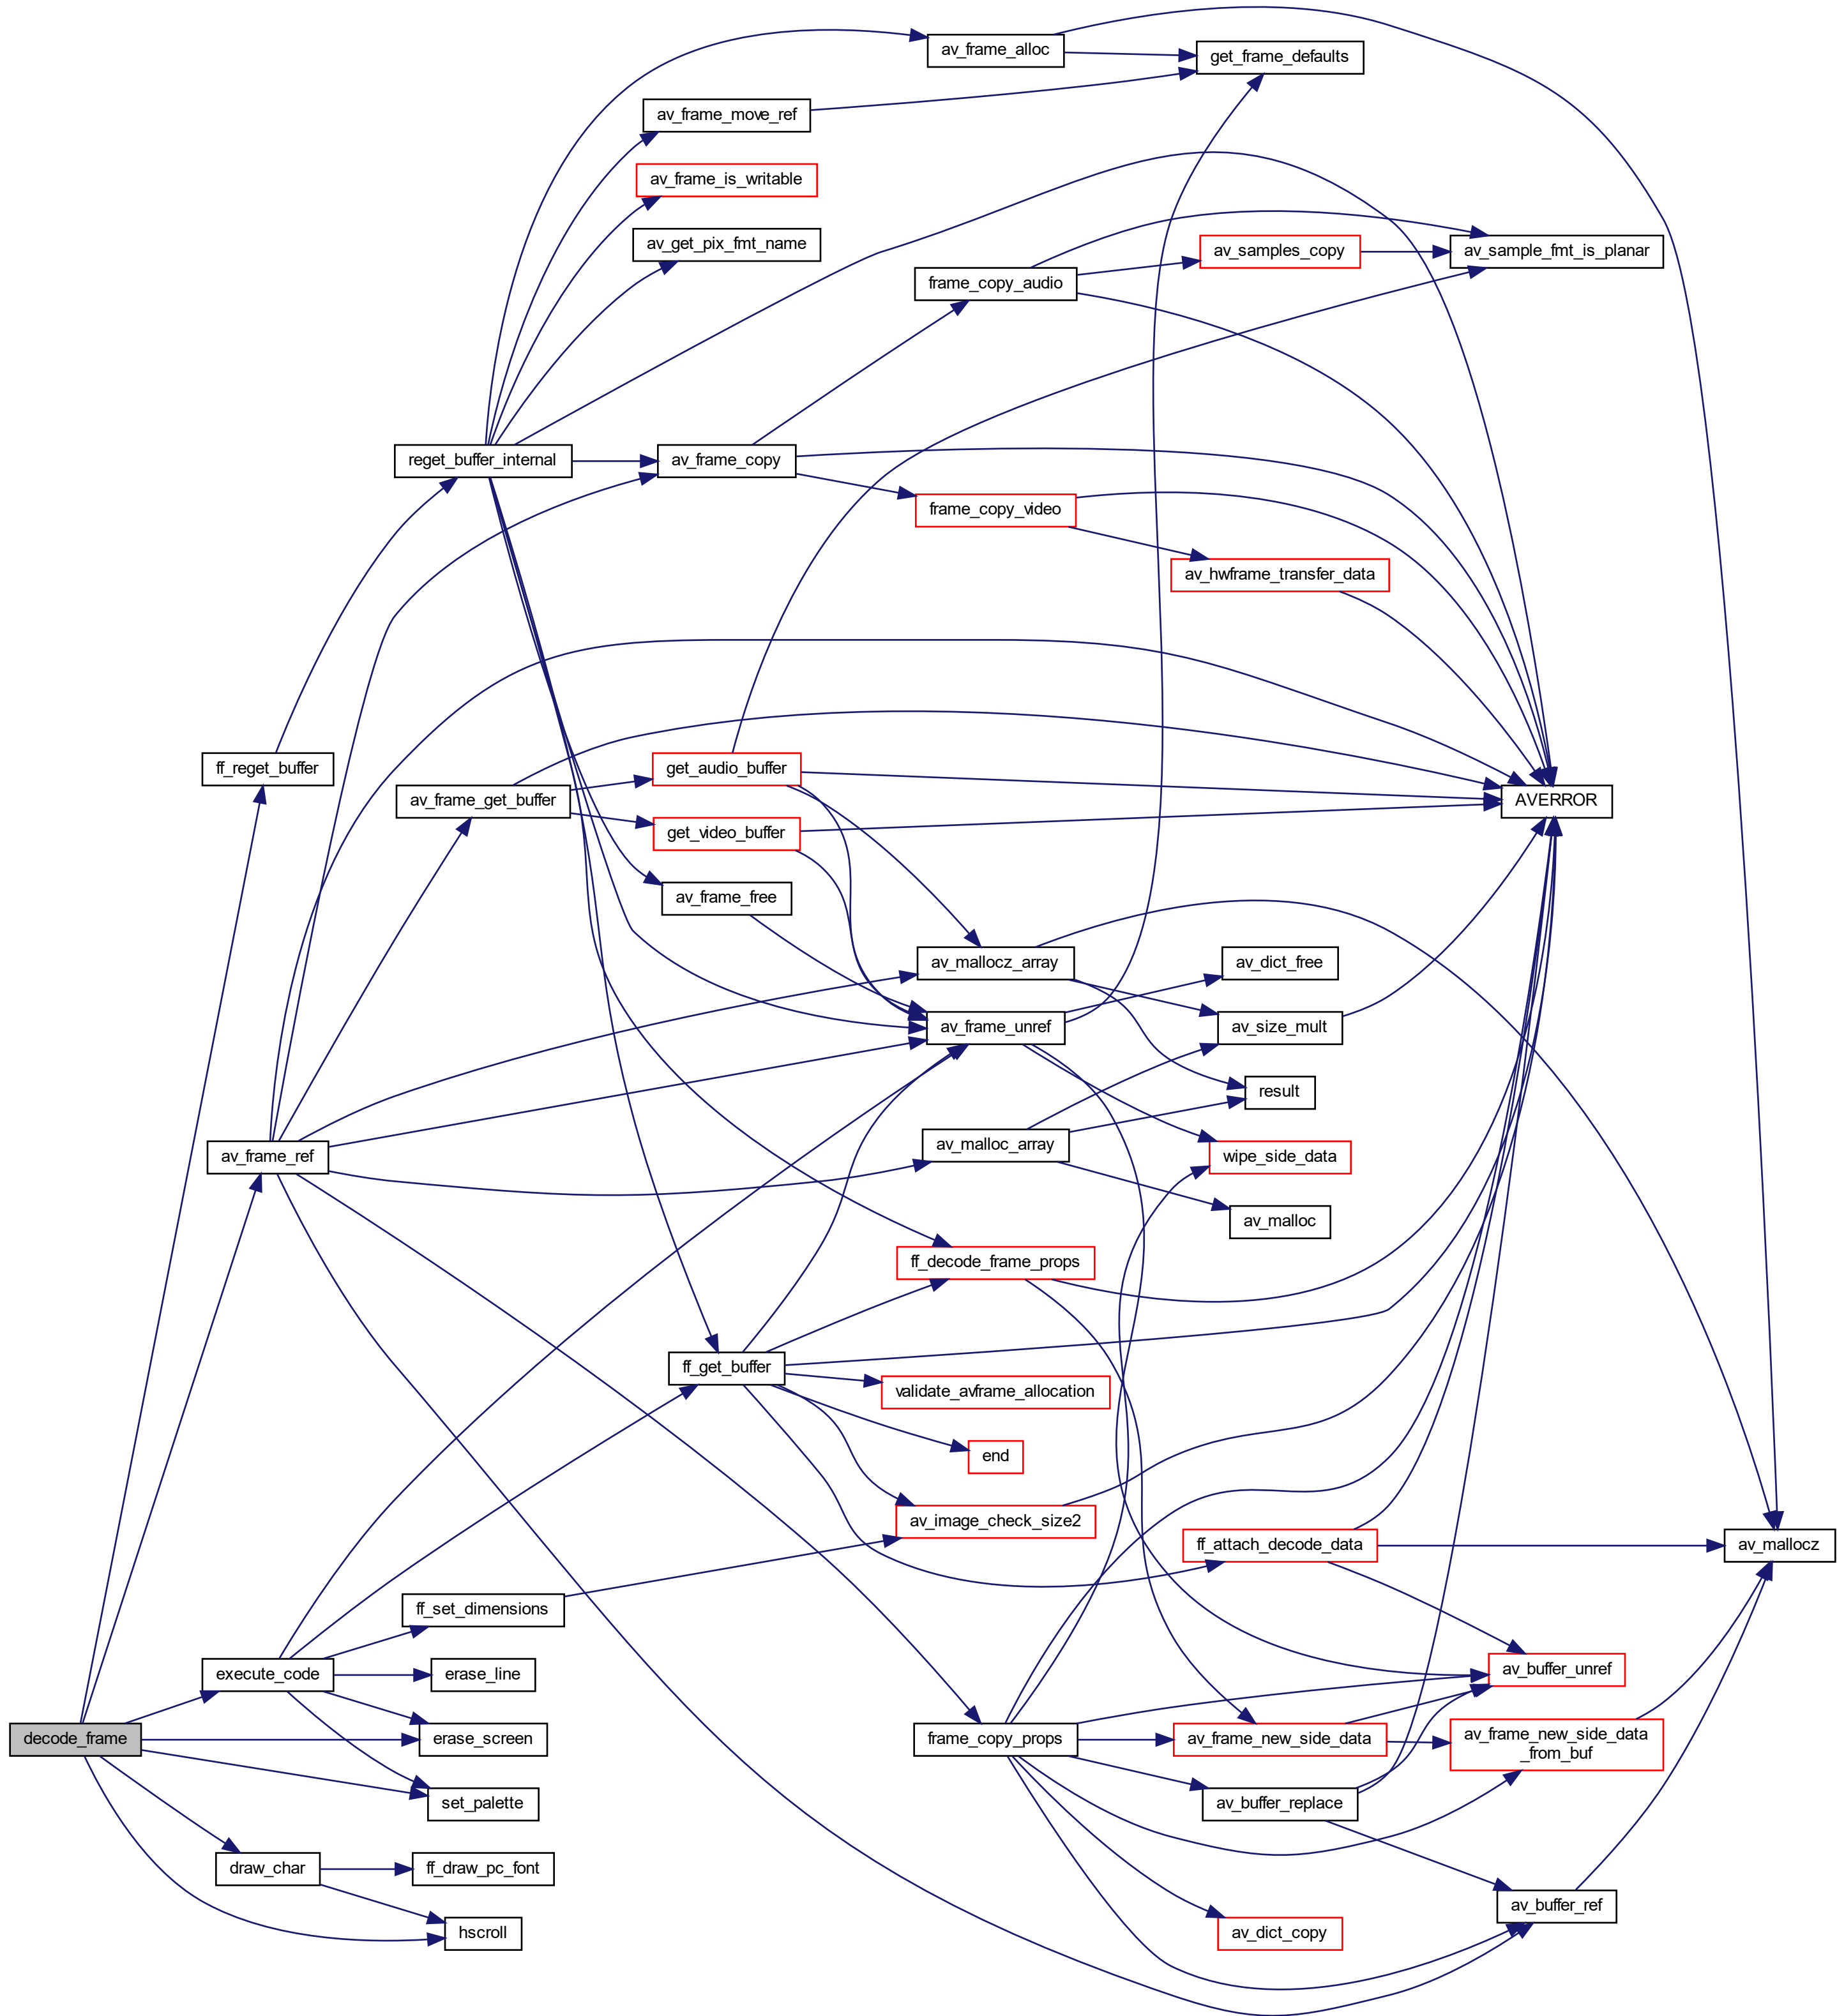 av_frame_alloc
get_frame_defaults
av_frame_move_ref
av_frame_is_writable
av_get_pix_fmt_name
av_samples_copy
av_sample_fmt_is_planar
frame_copy_audio
reget_buffer_internal
av_frame_copy
frame_copy_video
av_hwframe_transfer_data
ff_reget_buffer
get_audio_buffer
av_frame_get_buffer
AVERROR
get_video_buffer
av_frame_free
av_mallocz_array
av_dict_free
av_frame_unref
av_size_mult
result
av_malloc_array
av_frame_ref
wipe_side_data
av_malloc
ff_decode_frame_props
ff_get_buffer
validate_avframe_allocation
end
av_image_check_size2
ff_attach_decode_data
av_mallocz
ff_set_dimensions
execute_code
erase_line
av_buffer_unref
decode_frame
erase_screen
frame_copy_props
av_frame_new_side_data
av_frame_new_side_data
_from_buf
set_palette
av_buffer_replace
draw_char
ff_draw_pc_font
av_buffer_ref
hscroll
av_dict_copy